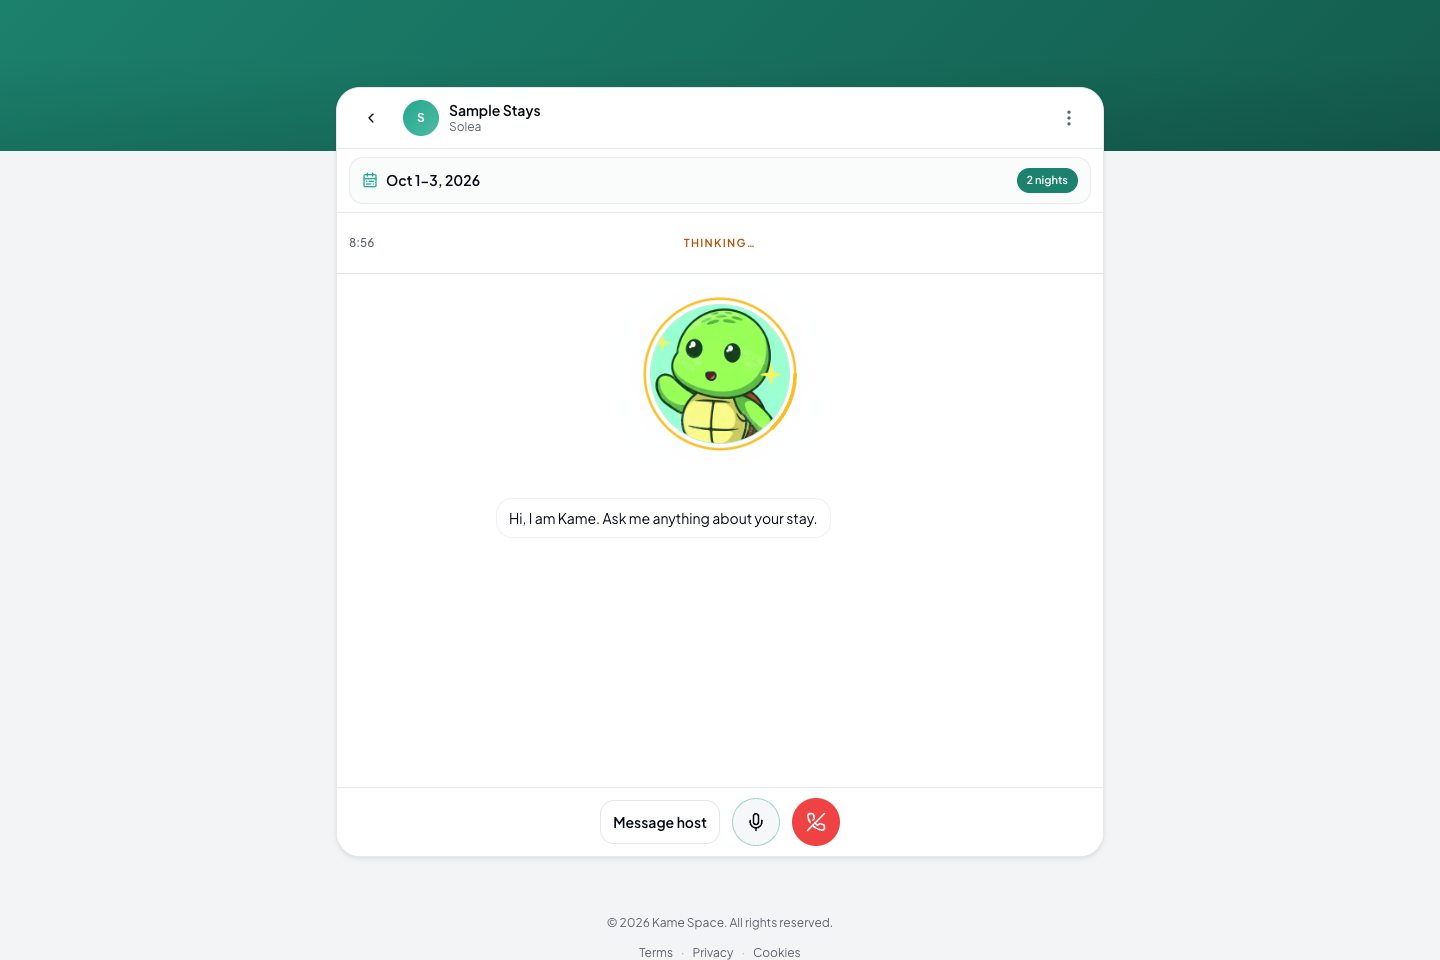 S
Sample Stays
Solea
Oct 1–3, 2026
2 nights
8:56
THINKING…
Hi, I am Kame. Ask me anything about your stay.
Message host
© 2026 Kame Space. All rights reserved.
Terms · Privacy · Cookies